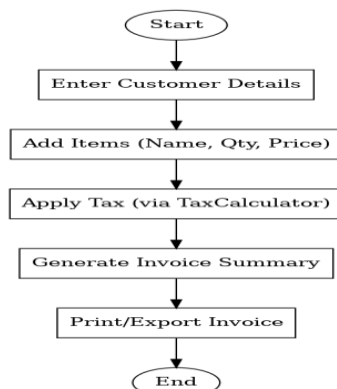 Start
Enter Customer Details
Add Items (Name, Qty, Price)
Apply Tax (via TaxCalculator)
Generate Invoice Summary
Print/Export Invoice
End